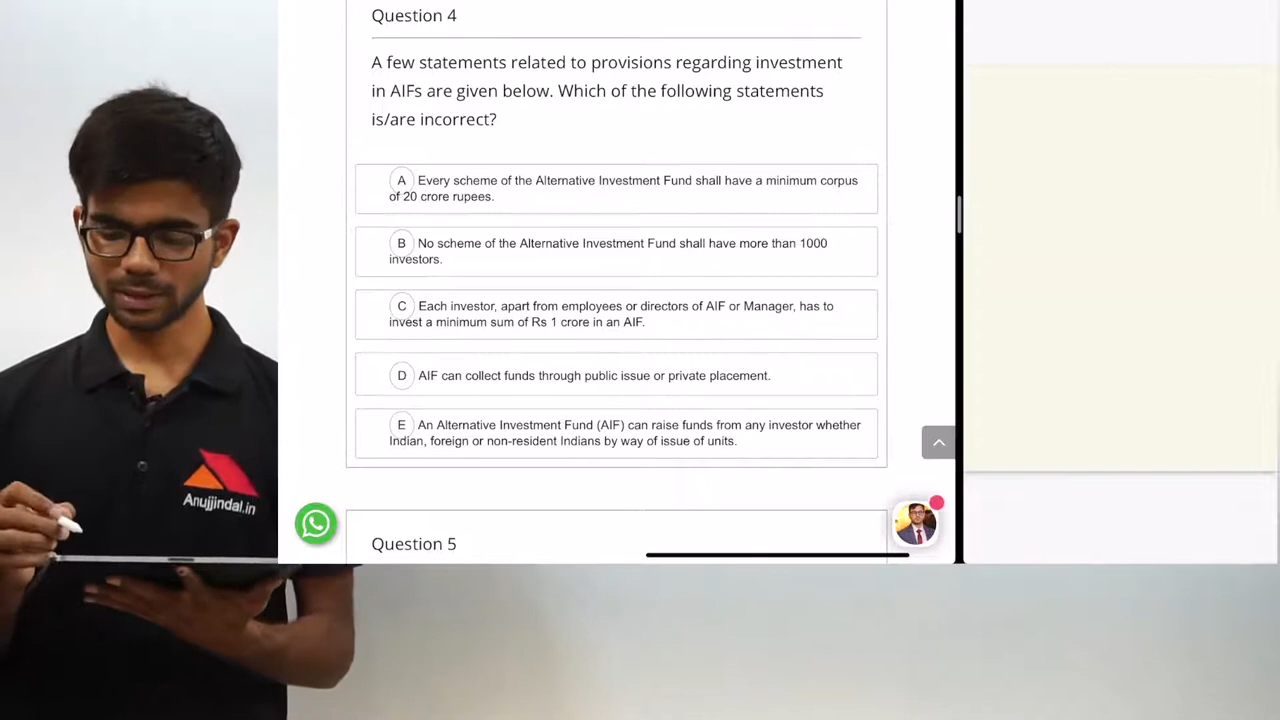 Question 4
A few statements related to provisions regarding investment
in AIFs are given below. Which of the following statements
is/are incorrect?
A Every scheme of the Alternative Investment Fund shall have a minimum corpus
of 20 crore rupees.
B No scheme of the Alternative Investment Fund shall have more than 1000
investors.
C Each investor, apart from employees or directors of AIF or Manager, has to
invest a minimum sum of Rs 1 crore in an AIF.
D AIF can collect funds through public issue or private placement.
E An Alternative Investment Fund (AIF) can raise funds from any investor whether
Indian, foreign or non-resident Indians by way of issue of units.
Anujjindal.in
Question 5